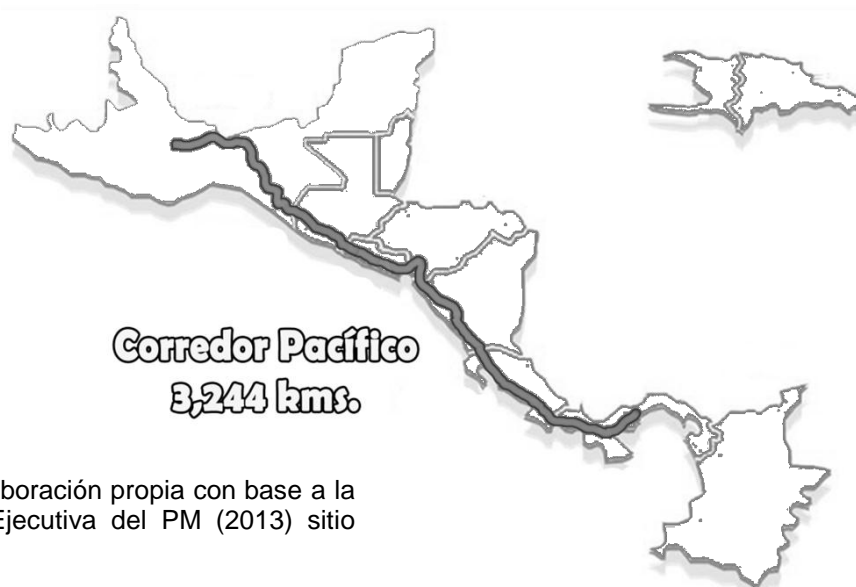 Corredor Pacífico
3,244 kms.
boración propia con base a la
Ejecutiva del PM (2013) sitio